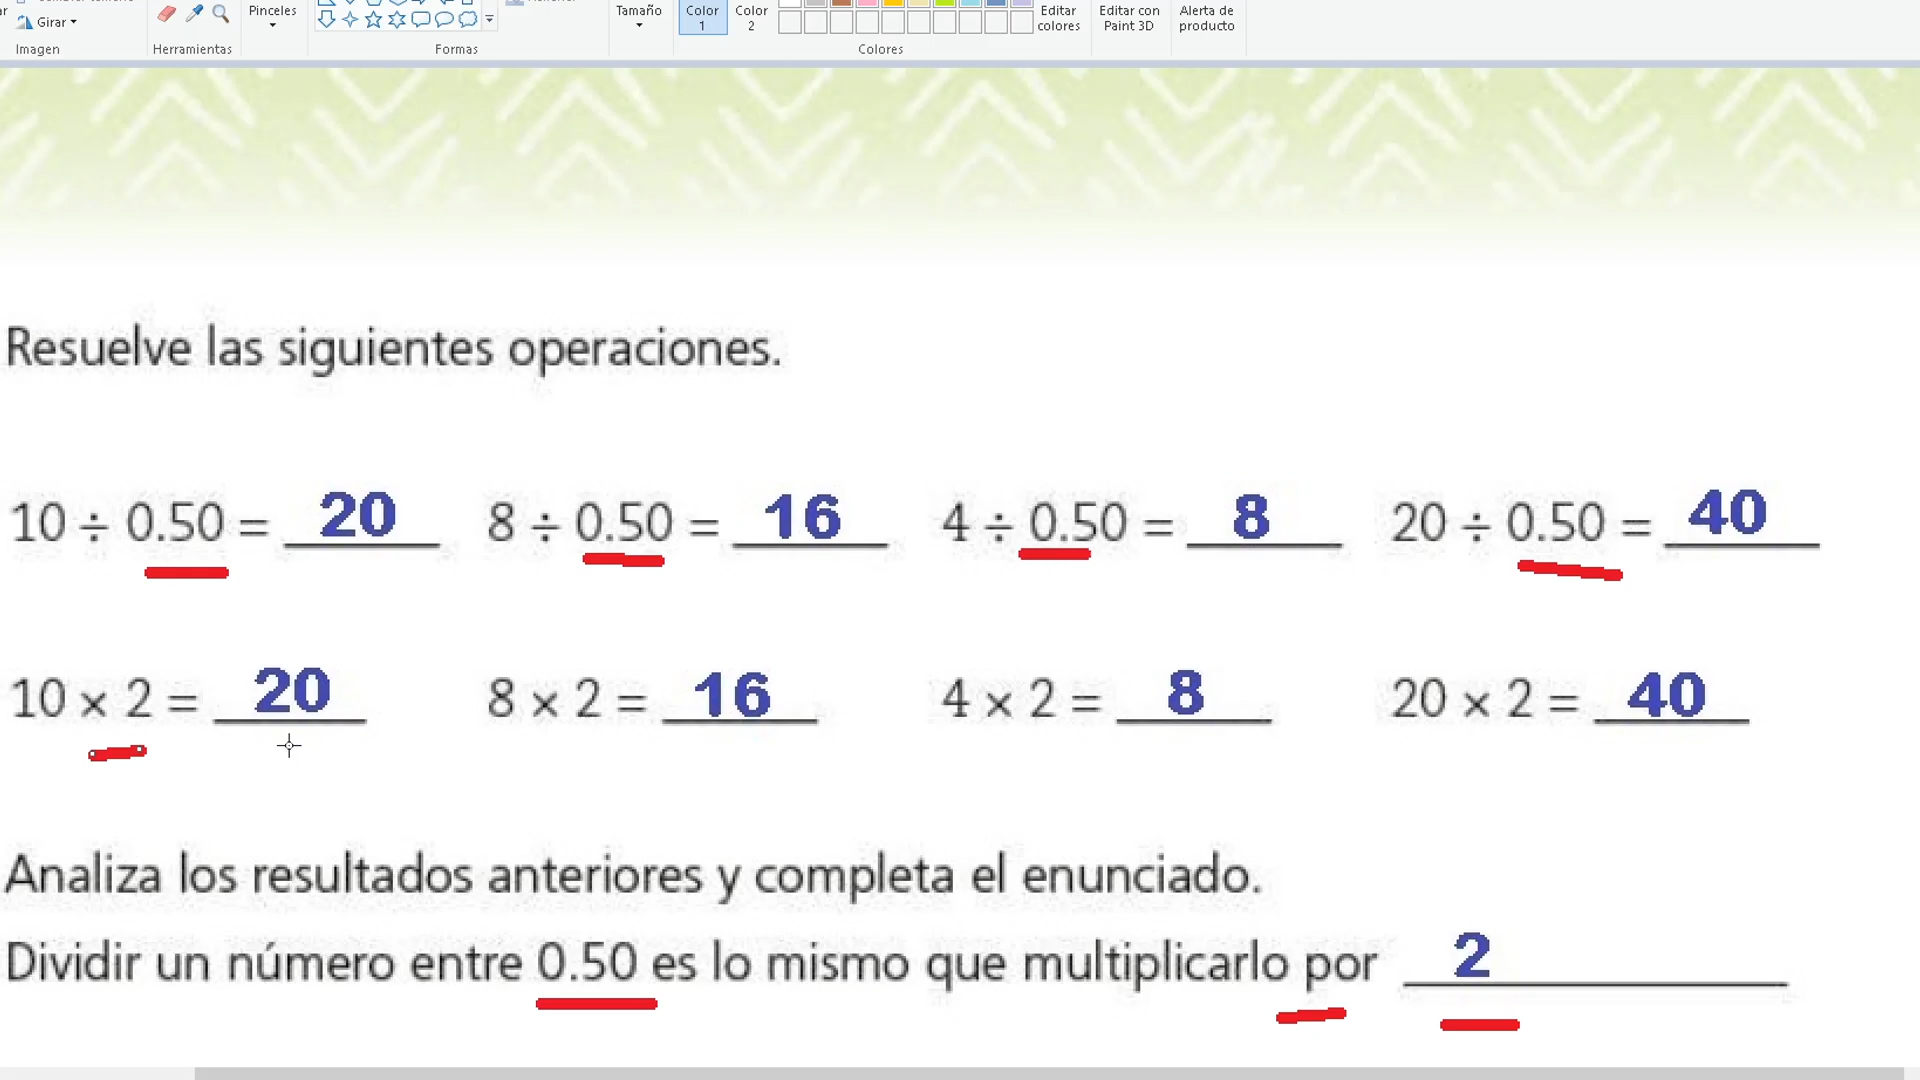 Girar
Pinceles
Tamaño
Color 1
Color 2
Editar colores
Editar con Paint 3D
Alerta de producto
Imagen
Herramientas
Formas
Colores
Resuelve las siguientes operaciones.
10 ÷ 0.50 = 20 8 ÷ 0.50 = 16 4 ÷ 0.50 = 8 20 ÷ 0.50 = 40
10 × 2 = 20 8 × 2 = 16 4 × 2 = 8 20 × 2 = 40
Analiza los resultados anteriores y completa el enunciado.
Dividir un número entre 0.50 es lo mismo que multiplicarlo por 2